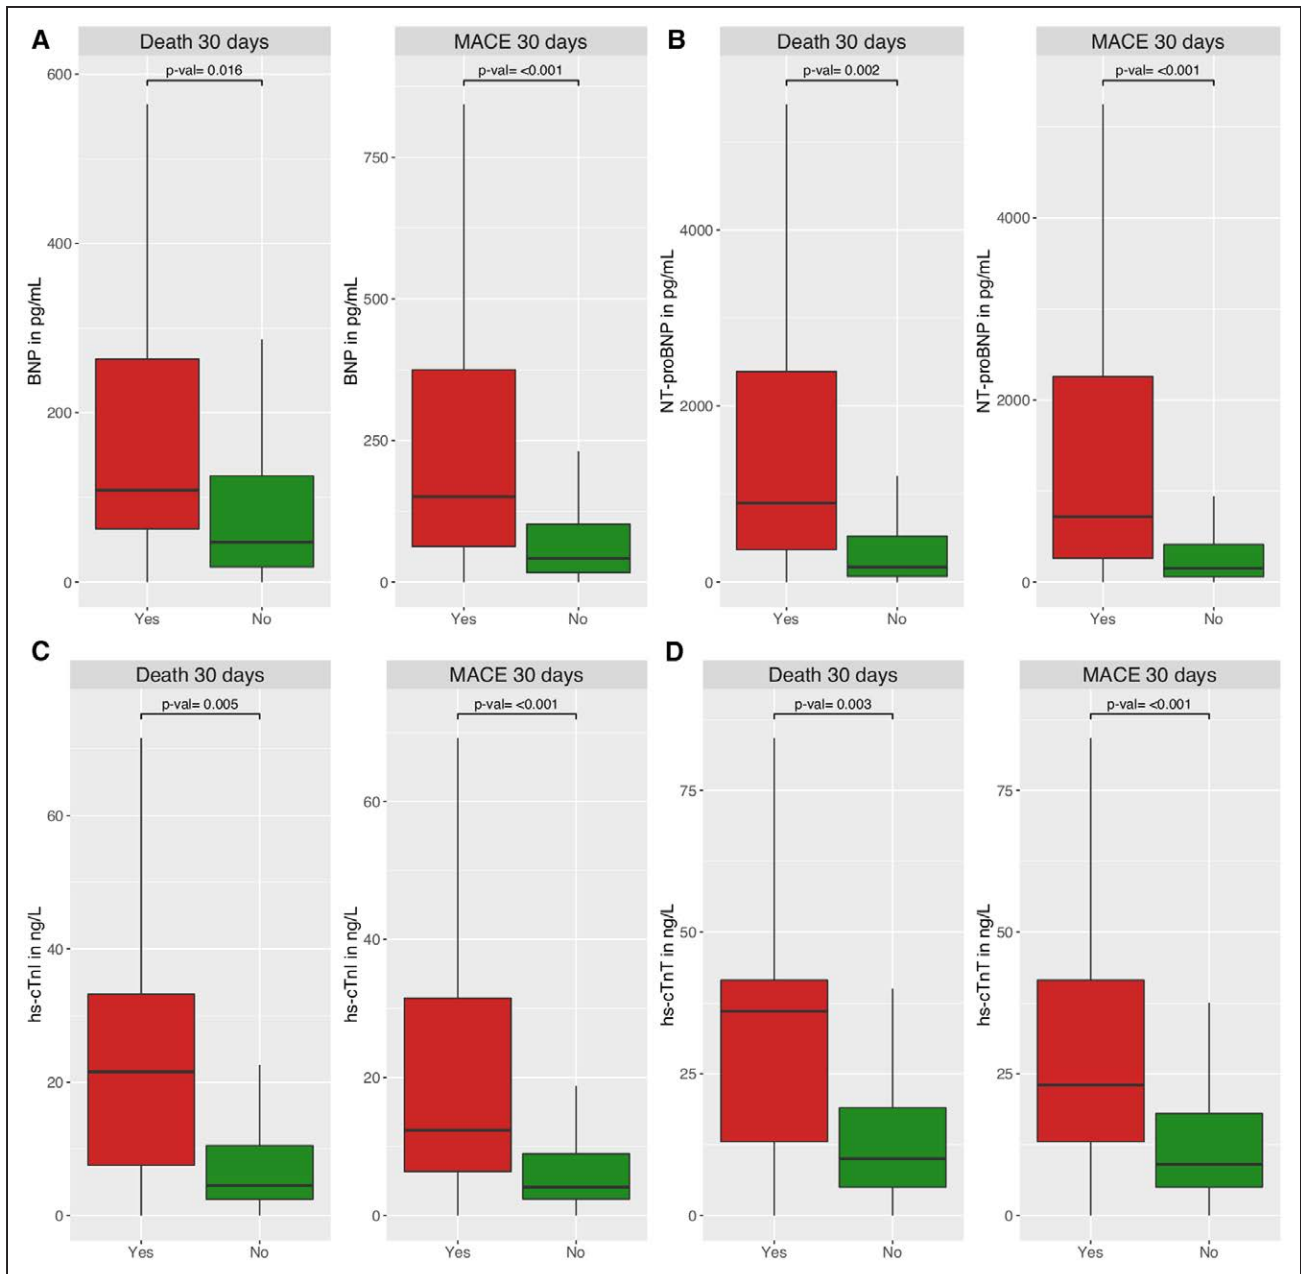 A
Death 30 days
p-val= 0.016
600
400
200
0
BNP in pg/mL
Yes
No
MACE 30 days
p-val= <0.001
750
500
250
0
BNP in pg/mL
Yes
No
B
Death 30 days
p-val= 0.002
4000
2000
0
NT-proBNP in pg/mL
Yes
No
MACE 30 days
p-val= <0.001
4000
2000
0
NT-proBNP in pg/mL
Yes
No
C
Death 30 days
p-val= 0.005
60
40
20
0
hs-cTnI in ng/L
Yes
No
MACE 30 days
p-val= <0.001
60
40
20
0
hs-cTnI in ng/L
Yes
No
D
Death 30 days
p-val= 0.003
75
50
25
0
hs-cTnT in ng/L
Yes
No
MACE 30 days
p-val= <0.001
75
50
25
0
hs-cTnT in ng/L
Yes
No